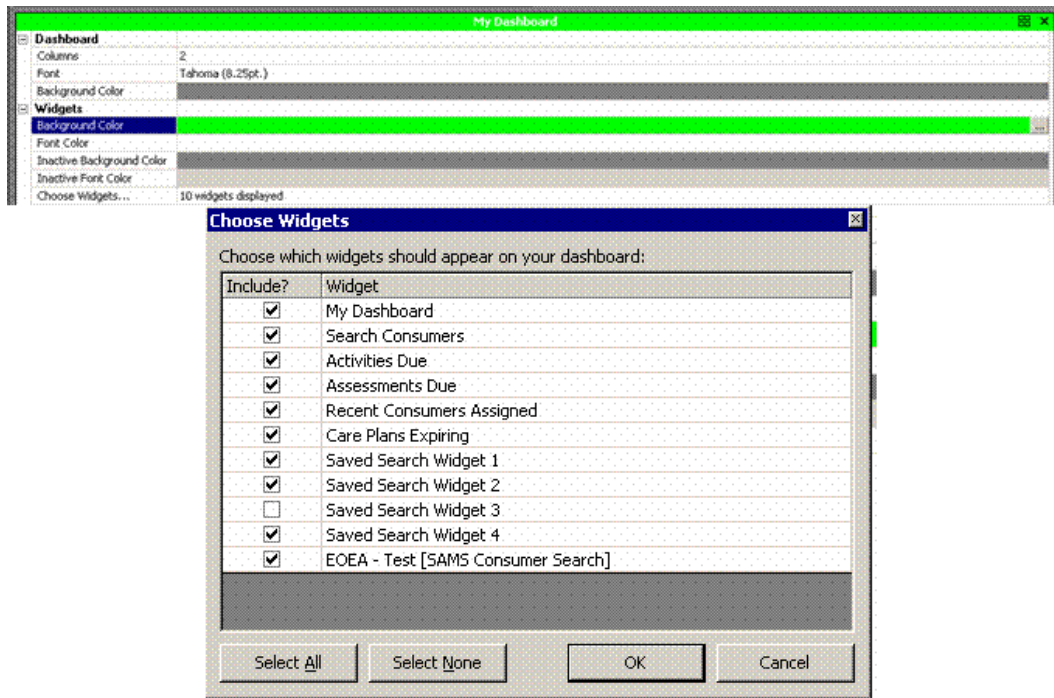 My Dashboard
Dashboard
Columns 2
Font Tahoma (8.25pt.)
Background Color
Widgets
Background Color ...
Font Color
Inactive Background Color
Inactive Font Color
Choose Widgets... 10 widgets displayed
Choose Widgets
Choose which widgets should appear on your dashboard:
Include? Widget
My Dashboard
Search Consumers
Activities Due
Assessments Due
Recent Consumers Assigned
Care Plans Expiring
Saved Search Widget 1
Saved Search Widget 2
Saved Search Widget 3
Saved Search Widget 4
EOEA - Test [SAMS Consumer Search]
Select All Select None OK Cancel